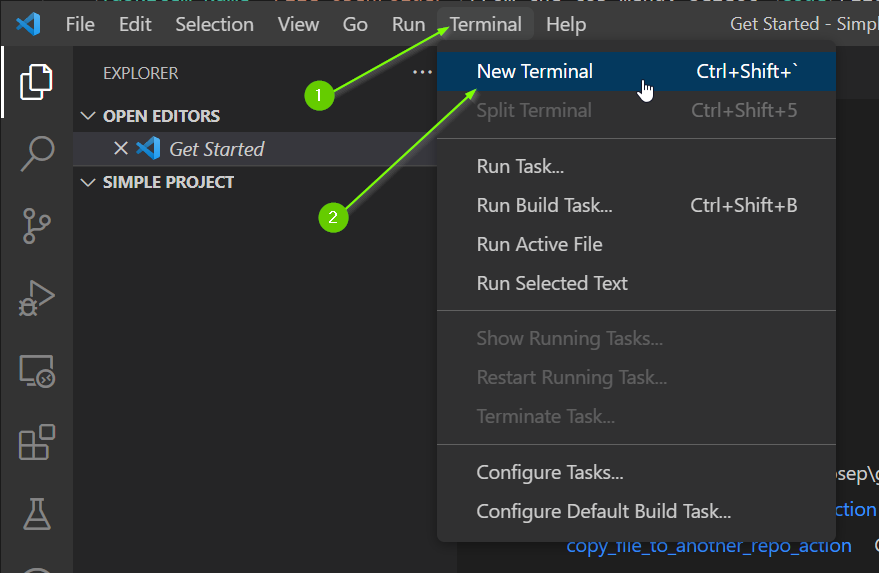 File Edit Selection View Go Run Terminal Help Get Started - Simpl
EXPLORER ...
1
New Terminal Ctrl+Shift+`
Split Terminal Ctrl+Shift+5
OPEN EDITORS
Get Started
SIMPLE PROJECT
Run Task...
Run Build Task... Ctrl+Shift+B
2
Run Active File
Run Selected Text
Show Running Tasks...
Restart Running Task...
Terminate Task...
Configure Tasks...
Configure Default Build Task...
osep\g
ction
copy_file_to_another_repo_action